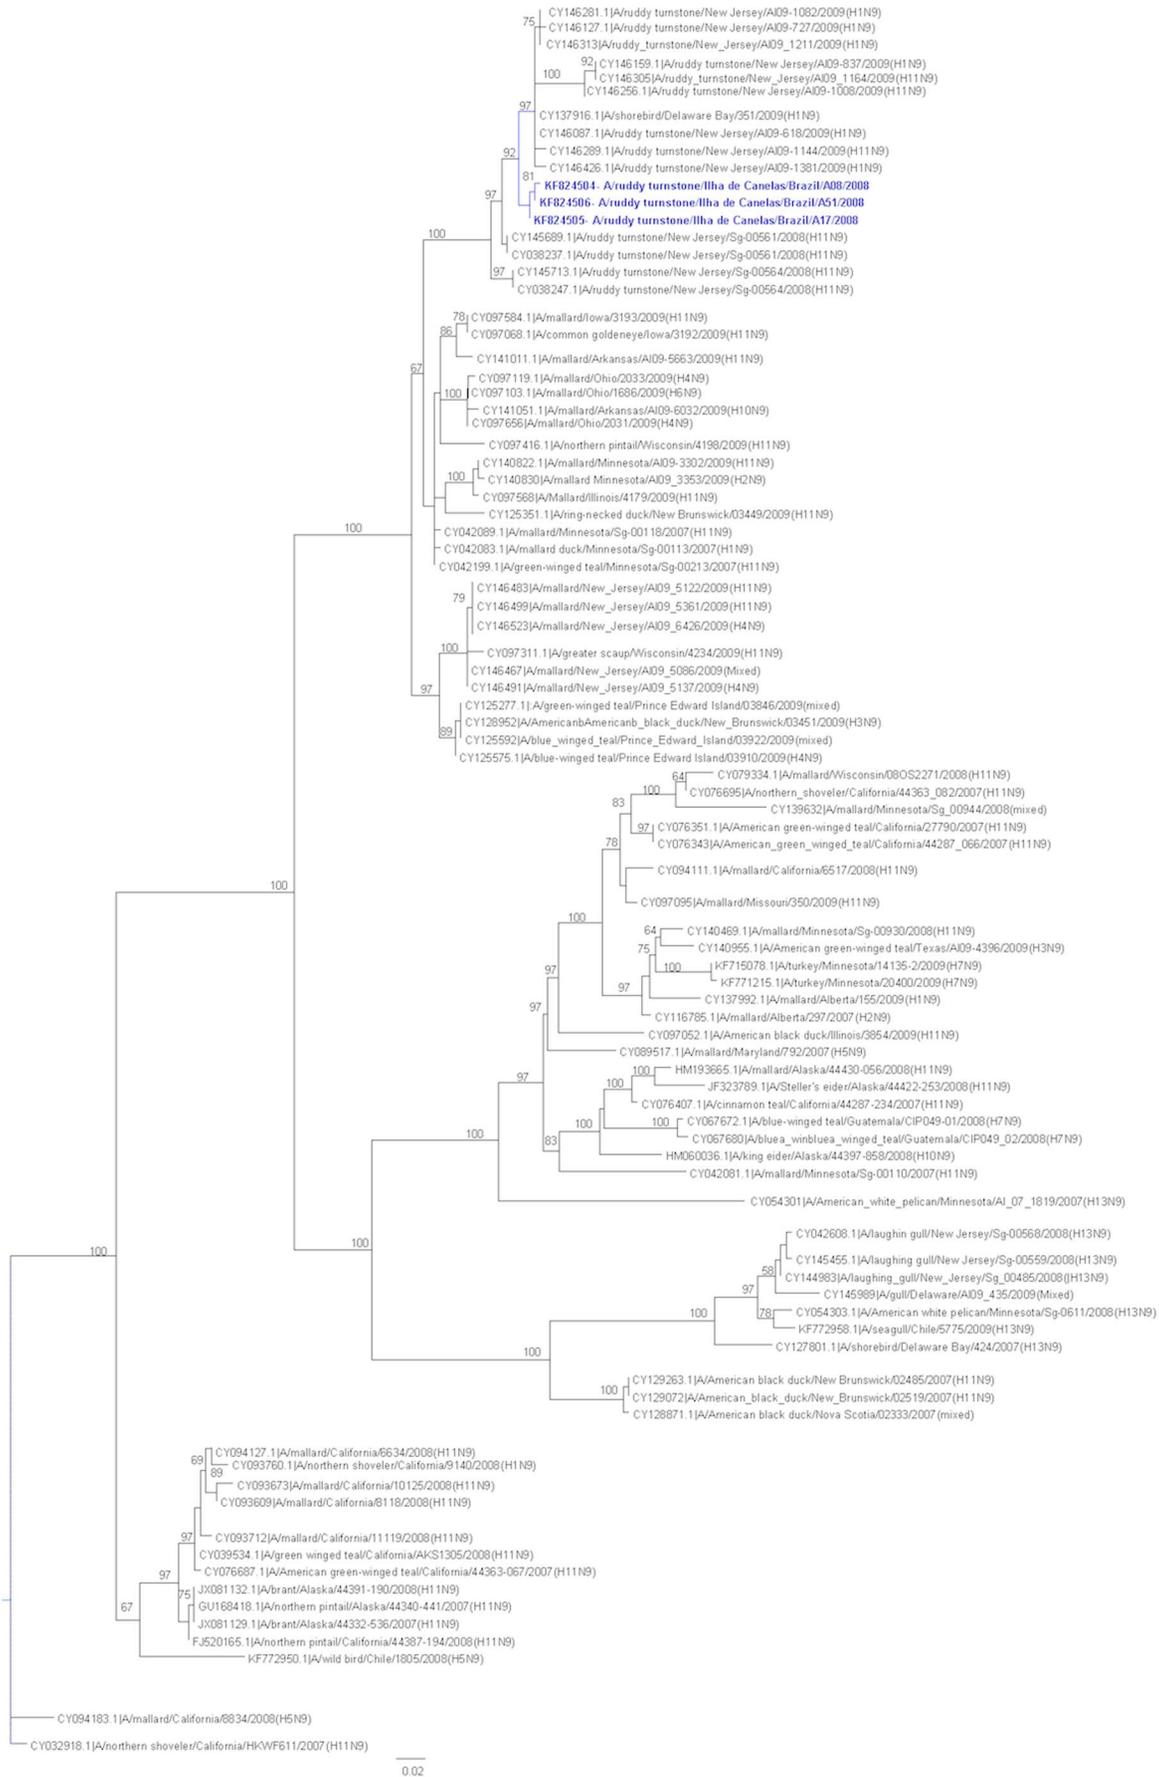 CY146281.1|A/ruddy turnstone/New Jersey/AI09-1082/2009(H1N9)
75
CY146127.1|A/ruddy turnstone/New Jersey/AI09-727/2009(H1N9)
CY146313|A/ruddy_turnstone/New_Jersey/AI09_1211/2009(H1N9)
92
CY146159.1|A/ruddy turnstone/New Jersey/AI09-837/2009(H1N9)
100
CY146305|A/ruddy_turnstone/New_Jersey/AI09_1164/2009(H11N9)
CY146256.1|A/ruddy turnstone/New Jersey/AI09-1008/2009(H11N9)
97
CY137916.1|A/shorebird/Delaware Bay/351/2009(H1N9)
CY146087.1|A/ruddy turnstone/New Jersey/AI09-618/2009(H1N9)
92
CY146289.1|A/ruddy turnstone/New Jersey/AI09-1144/2009(H11N9)
CY146426.1|A/ruddy turnstone/New Jersey/AI09-1381/2009(H1N9)
81
KF824504- A/ruddy turnstone/Ilha de Canelas/Brazil/A08/2008
97
KF824506- A/ruddy turnstone/Ilha de Canelas/Brazil/A51/2008
KF824505- A/ruddy turnstone/Ilha de Canelas/Brazil/A17/2008
100
CY145689.1|A/ruddy turnstone/New Jersey/Sg-00561/2008(H11N9)
CY038237.1|A/ruddy turnstone/New Jersey/Sg-00561/2008(H11N9)
97
CY145713.1|A/ruddy turnstone/New Jersey/Sg-00564/2008(H11N9)
CY038247.1|A/ruddy turnstone/New Jersey/Sg-00564/2008(H11N9)
78
CY097584.1|A/mallard/Iowa/3193/2009(H11N9)
86
CY097068.1|A/common goldeneye/Iowa/3192/2009(H11N9)
CY141011.1|A/mallard/Arkansas/AI09-5663/2009(H11N9)
67
CY097119.1|A/mallard/Ohio/2033/2009(H4N9)
100
CY097103.1|A/mallard/Ohio/1686/2009(H6N9)
CY141051.1|A/mallard/Arkansas/AI09-6032/2009(H10N9)
CY097656|A/mallard/Ohio/2031/2009(H4N9)
CY097416.1|A/northern pintail/Wisconsin/4198/2009(H11N9)
CY140822.1|A/mallard/Minnesota/AI09-3302/2009(H11N9)
100
CY140830|A/mallard Minnesota/AI09_3353/2009(H2N9)
CY097568|A/Mallard/Illinois/4179/2009(H11N9)
CY125351.1|A/ring-necked duck/New Brunswick/03449/2009(H11N9)
100
CY042089.1|A/mallard/Minnesota/Sg-00118/2007(H11N9)
CY042083.1|A/mallard duck/Minnesota/Sg-00113/2007(H1N9)
CY042199.1|A/green-winged teal/Minnesota/Sg-00213/2007(H11N9)
CY146483|A/mallard/New_Jersey/AI09_5122/2009(H11N9)
79
CY146499|A/mallard/New_Jersey/AI09_5361/2009(H11N9)
CY146523|A/mallard/New_Jersey/AI09_6426/2009(H4N9)
100
CY097311.1|A/greater scaup/Wisconsin/4234/2009(H11N9)
CY146467|A/mallard/New_Jersey/AI09_5086/2009(Mixed)
97
CY146491|A/mallard/New_Jersey/AI09_5137/2009(H4N9)
CY125277.1|:A/green-winged teal/Prince Edward Island/03846/2009(mixed)
CY128952|A/AmericanbAmericanb_black_duck/New_Brunswick/03451/2009(H3N9)
89
CY125592|A/blue_winged_teal/Prince_Edward_Island/03922/2009(mixed)
CY125575.1|A/blue-winged teal/Prince Edward Island/03910/2009(H4N9)
64
CY079334.1|A/mallard/Wisconsin/08OS2271/2008(H11N9)
100
CY076695|A/northern_shoveler/California/44363_082/2007(H11N9)
83
CY139632|A/mallard/Minnesota/Sg_00944/2008(mixed)
97
CY076351.1|A/American green-winged teal/California/27790/2007(H11N9)
78
CY076343|A/American_green_winged_teal/California/44287_066/2007(H11N9)
CY094111.1|A/mallard/California/6517/2008(H11N9)
100
CY097095|A/mallard/Missouri/350/2009(H11N9)
100
64
CY140469.1|A/mallard/Minnesota/Sg-00930/2008(H11N9)
75
CY140955.1|A/American green-winged teal/Texas/AI09-4396/2009(H3N9)
97
100
KF715078.1|A/turkey/Minnesota/14135-2/2009(H7N9)
97
KF771215.1|A/turkey/Minnesota/20400/2009(H7N9)
CY137992.1|A/mallard/Alberta/155/2009(H1N9)
97
CY116785.1|A/mallard/Alberta/297/2007(H2N9)
CY097052.1|A/American black duck/Illinois/3854/2009(H11N9)
CY089517.1|A/mallard/Maryland/792/2007(H5N9)
97
100
HM193665.1|A/mallard/Alaska/44430-056/2008(H11N9)
100
JF323789.1|A/Steller's eider/Alaska/44422-253/2008(H11N9)
CY076407.1|A/cinnamon teal/California/44287-234/2007(H11N9)
100
100
CY067672.1|A/blue-winged teal/Guatemala/CIP049-01/2008(H7N9)
100
83
CY067680|A/bluea_winbluea_winged_teal/Guatemala/CIP049_02/2008(H7N9)
HM060036.1|A/king eider/Alaska/44397-858/2008(H10N9)
CY042081.1|A/mallard/Minnesota/Sg-00110/2007(H11N9)
CY054301|A/American_white_pelican/Minnesota/AI_07_1819/2007(H13N9)
100
100
CY042608.1|A/laughin gull/New Jersey/Sg-00568/2008(H13N9)
CY145455.1|A/laughing gull/New Jersey/Sg-00559/2008(H13N9)
58
CY144983|A/laughing_gull/New_Jersey/Sg_00485/2008(|H13N9)
97
CY145989|A/gull/Delaware/AI09_435/2009(Mixed)
100
78
CY054303.1|A/American white pelican/Minnesota/Sg-0611/2008(H13N9)
KF772958.1|A/seagull/Chile/5775/2009(H13N9)
CY127801.1|A/shorebird/Delaware Bay/424/2007(H13N9)
100
CY129263.1|A/American black duck/New Brunswick/02485/2007(H11N9)
100
CY129072|A/American_black_duck/New_Brunswick/02519/2007(H11N9)
CY128871.1|A/American black duck/Nova Scotia/02333/2007(mixed)
CY094127.1|A/mallard/California/6634/2008(H11N9)
69
CY093760.1|A/northern shoveler/California/9140/2008(H1N9)
89
CY093673|A/mallard/California/10125/2008(H11N9)
CY093609|A/mallard/California/8118/2008(H11N9)
97
CY093712|A/mallard/California/11119/2008(H11N9)
CY039534.1|A/green winged teal/California/AKS1305/2008(H11N9)
97
CY076687.1|A/American green-winged teal/California/44363-067/2007(H11N9)
75
JX081132.1|A/brant/Alaska/44391-190/2008(H11N9)
67
GU168418.1|A/northern pintail/Alaska/44340-441/2007(H11N9)
JX081129.1|A/brant/Alaska/44332-536/2007(H11N9)
FJ520165.1|A/northern pintail/California/44387-194/2008(H11N9)
KF772950.1|A/wild bird/Chile/1805/2008(H5N9)
CY094183.1|A/mallard/California/8834/2008(H5N9)
CY032918.1|A/northern shoveler/California/HKWF611/2007(H11N9)
0.02